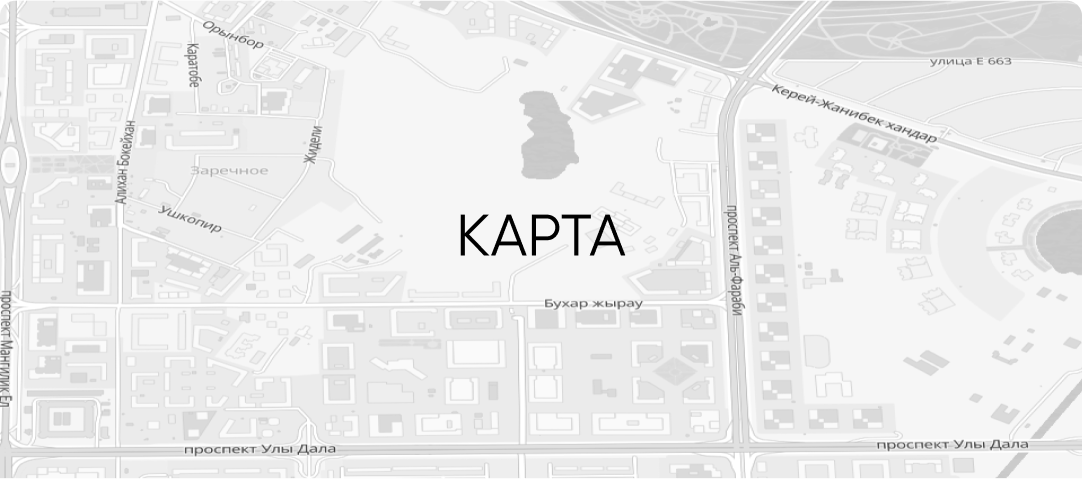 Орынбор
Каратобе
улица Е 663
Керей-Жанибек хандар
Алихан Бокейхан
Жидели
Заречное
Ушкопир
КАРТА
проспект Аль-Фараби
проспект Мангилик Ел
Бухар жырау
проспект Улы Дала
проспект Улы Дала